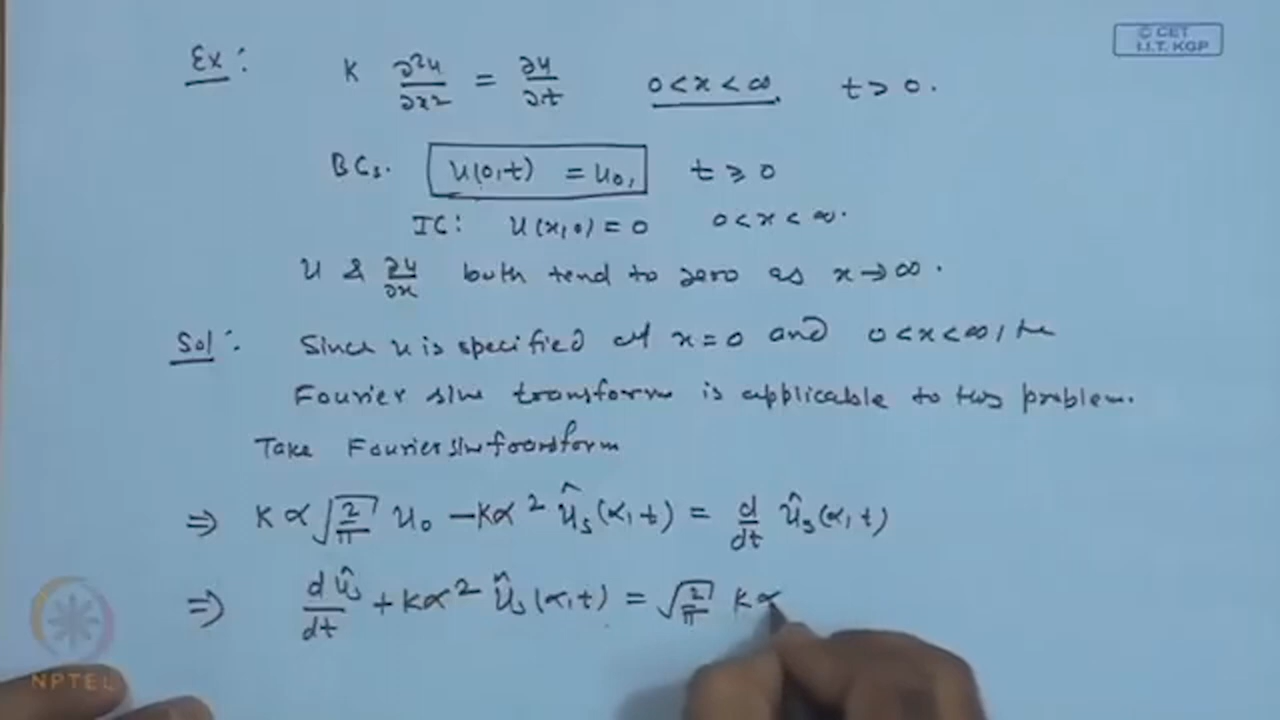 © CET
I.I.T. KGP
Ex: K ∂²u/∂x² = ∂u/∂t 0<x<∞, t>0.
BCs. u(0,t) = u₀, t ≥ 0
IC: u(x,0) = 0 0<x<∞.
u & ∂u/∂x both tend to zero as x→∞.
Sol: Since u is specified at x=0 and 0<x<∞, the
Fourier sine transform is applicable to this problem.
Take Fourier sine transform
⇒ Kα√(2/π) u₀ − Kα² û_s(α,t) = d/dt û_s(α,t)
⇒ dû_s/dt + Kα² û_s(α,t) = √(2/π) Kα
NPTEL